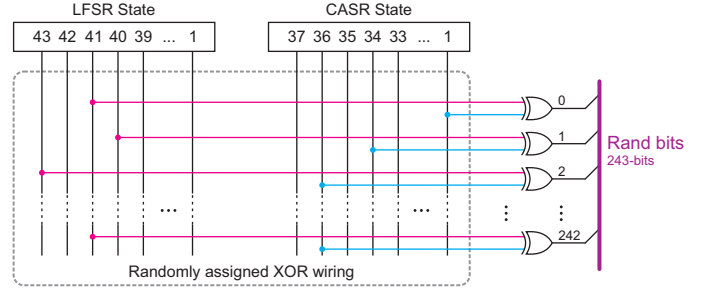 LFSR State
CASR State
43 42 41 40 39 ... 1
37 36 35 34 33 ... 1
0
1
2
242
Rand bits
243-bits
... ...
Randomly assigned XOR wiring